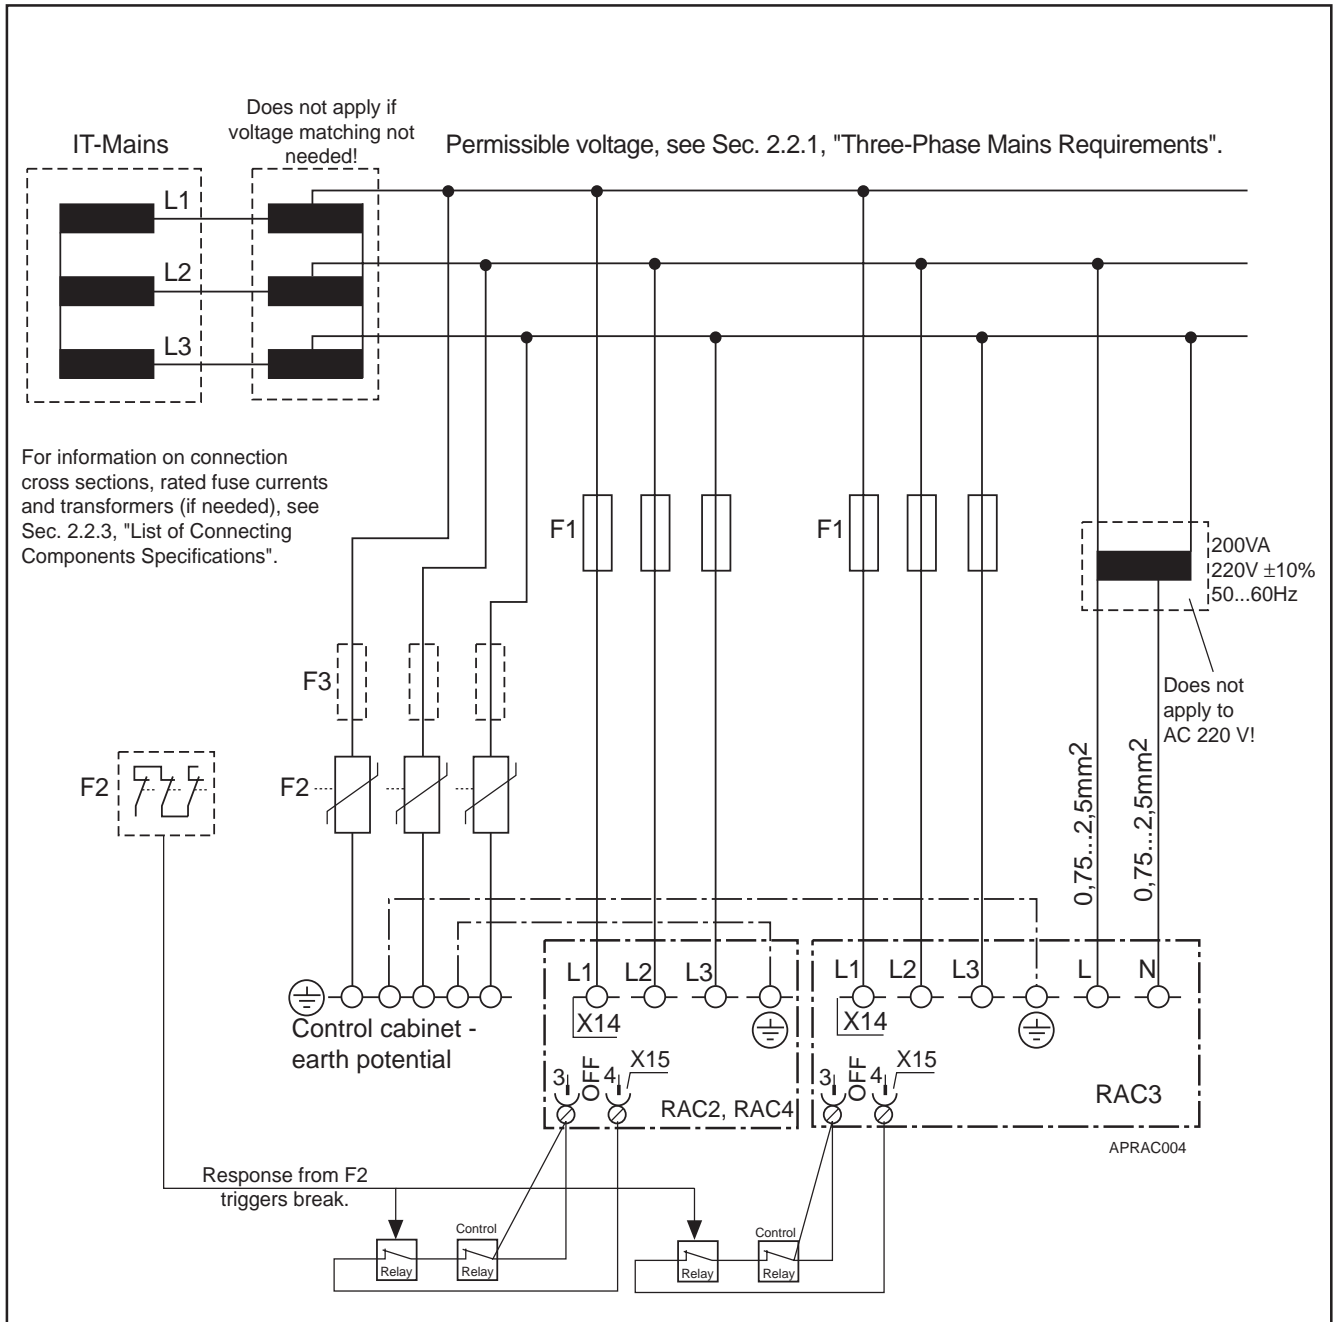 Does not apply if
voltage matching not
needed!
IT-Mains
Permissible voltage, see Sec. 2.2.1, "Three-Phase Mains Requirements".
L1
L2
L3
For information on connection
cross sections, rated fuse currents
and transformers (if needed), see
Sec. 2.2.3, "List of Connecting
Components Specifications".
F1
F1
200VA
220V ±10%
50...60Hz
F3
Does not
apply to
AC 220 V!
F2
F2
0,75...2,5mm²
0,75...2,5mm²
L1
L2
L3
L1
L2
L3
L
N
X14
X14
Control cabinet -
earth potential
3
OFF
4
X15
RAC2, RAC4
3
OFF
4
X15
RAC3
APRAC004
Response from F2
triggers break.
Control
Relay
Relay
Control
Relay
Relay